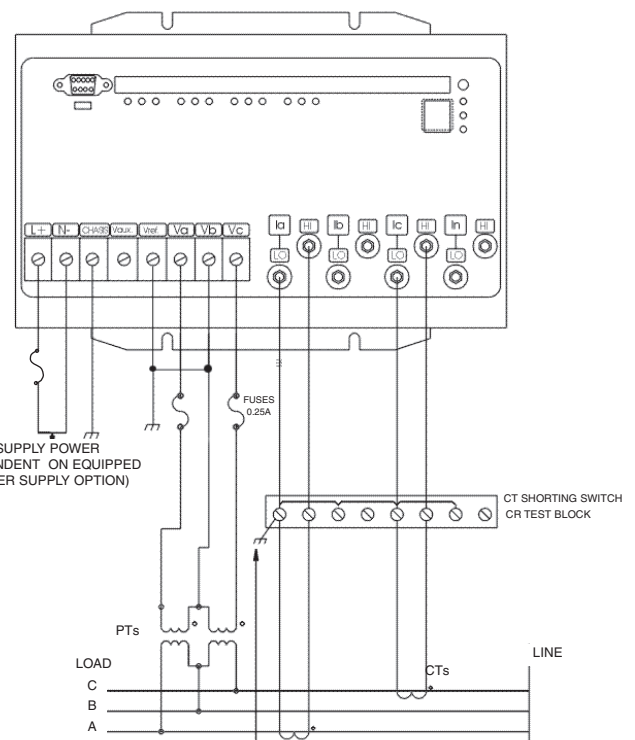 L+ N- CHASIS Vaux. Vref. Va Vb Vc
Ia HI Ib HI Ic HI In HI
LO LO LO LO
FUSES
0.25A
SUPPLY POWER
NDENT ON EQUIPPED
ER SUPPLY OPTION)
CT SHORTING SWITCH
CR TEST BLOCK
PTs
LOAD
LINE
CTs
C
B
A